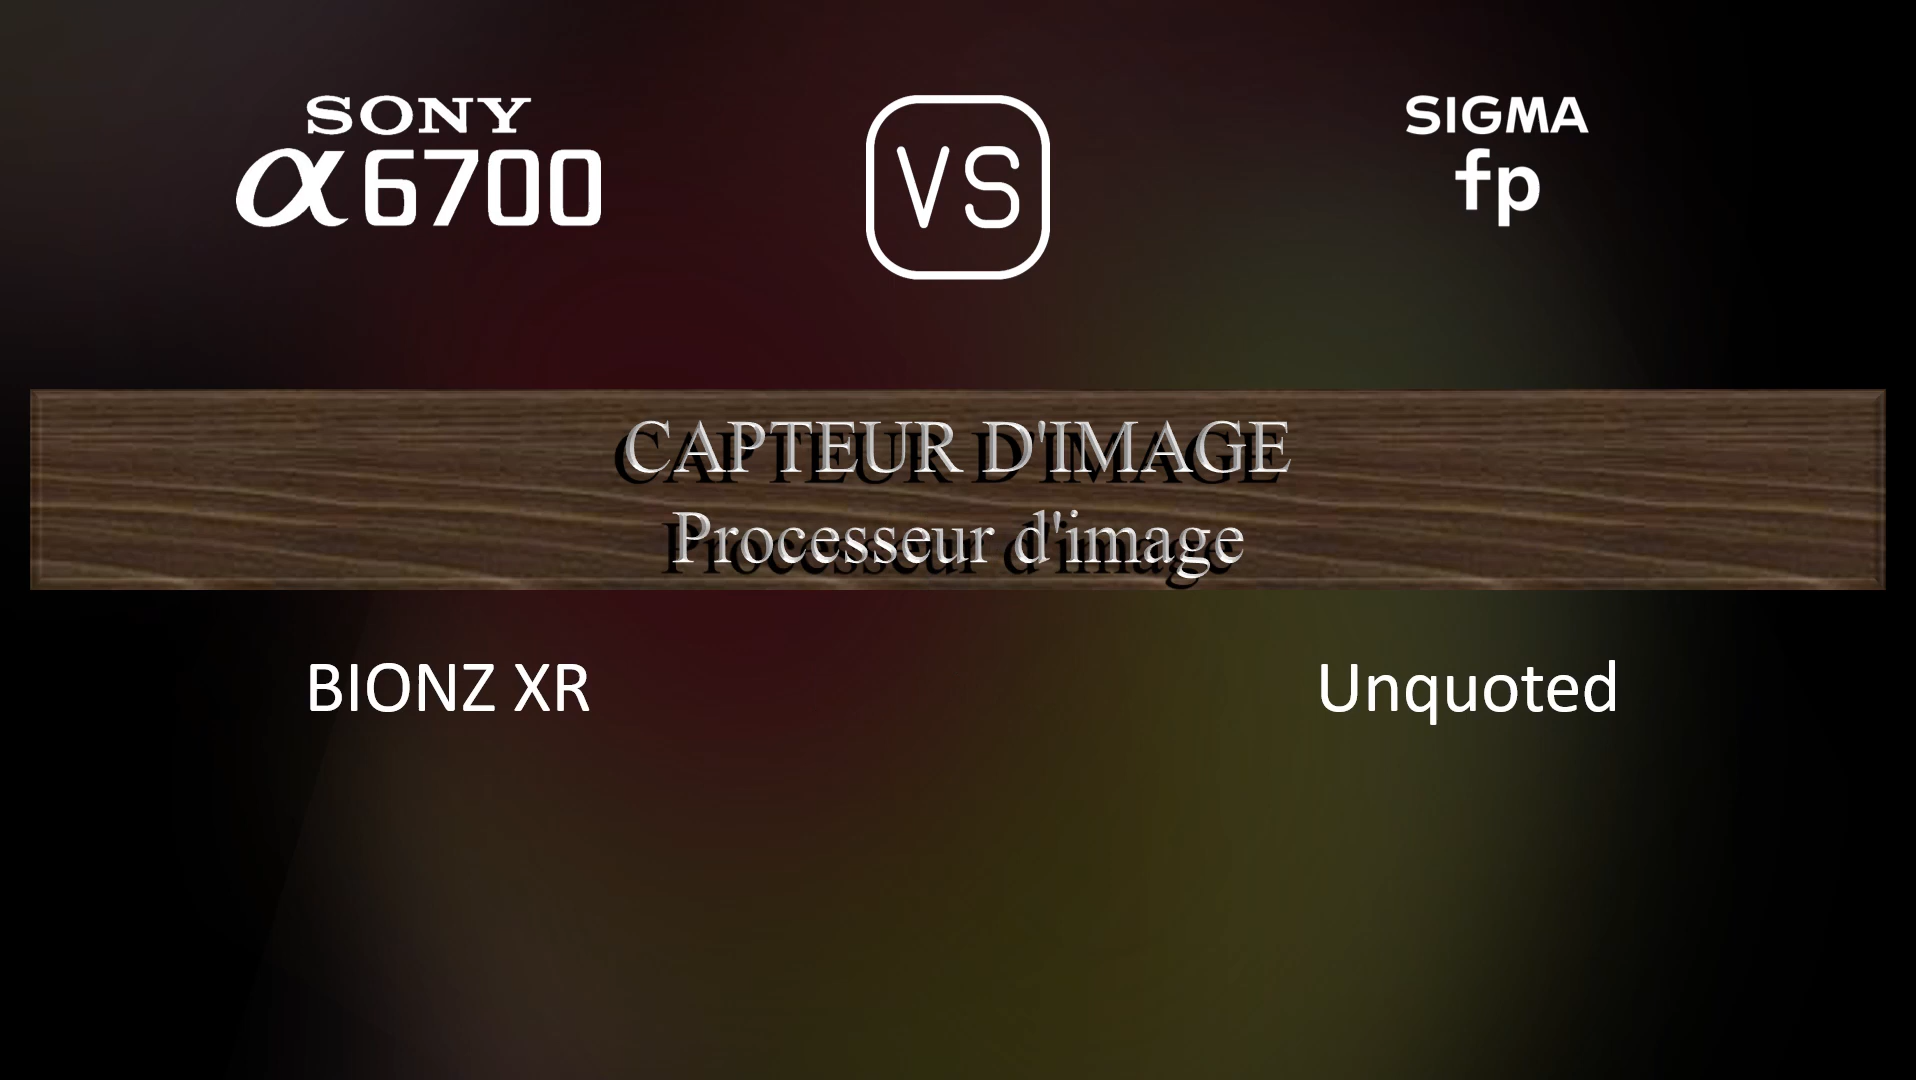 SONY
α6700
VS
SIGMA
fp
CAPTEUR D'IMAGE
Processeur d'image
BIONZ XR
Unquoted